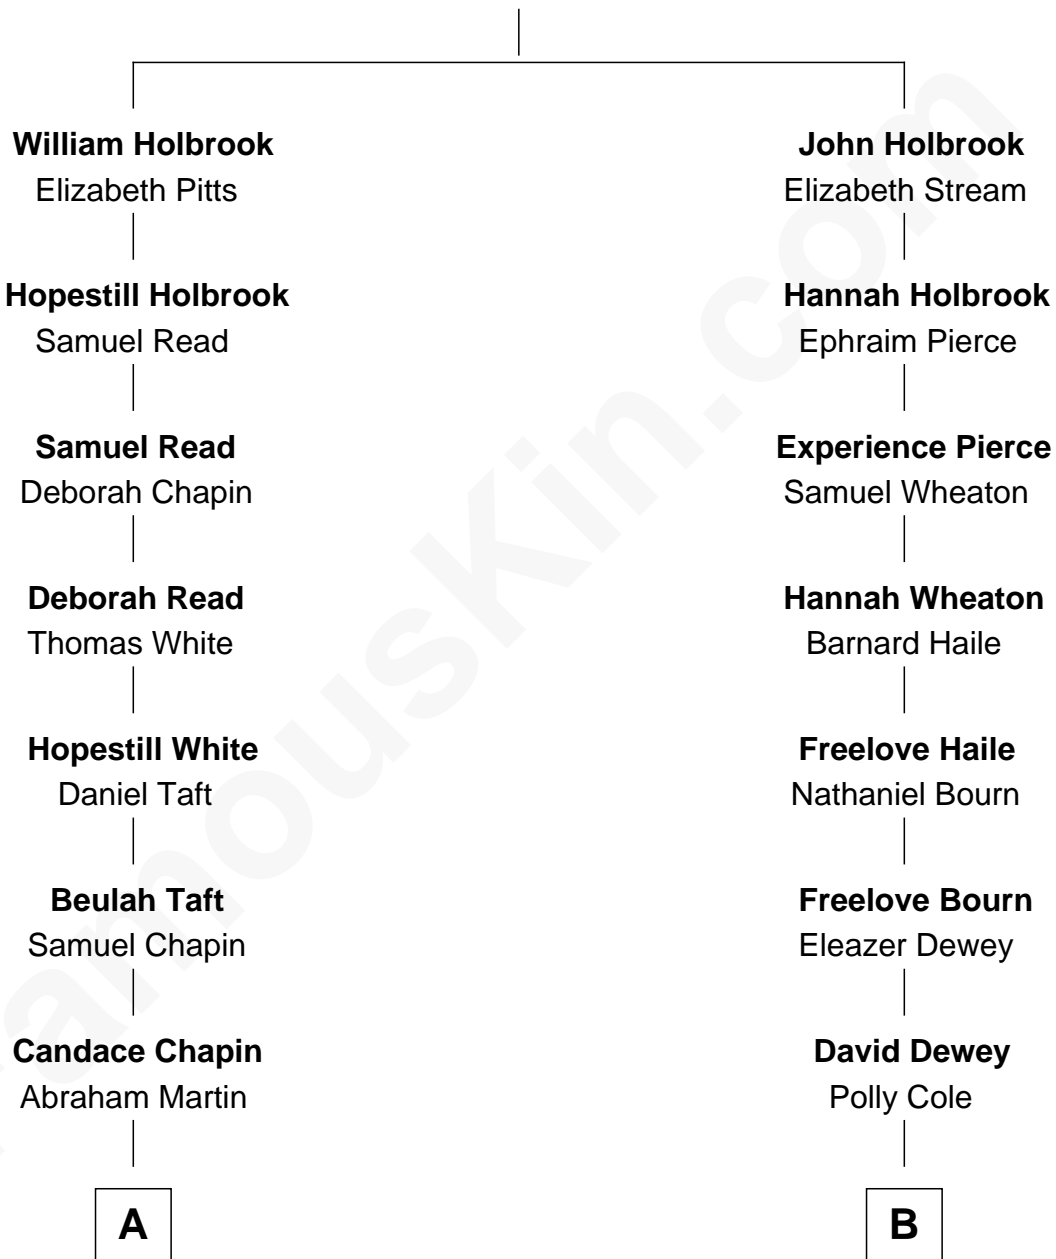 William Holbrook
Elizabeth Pitts
Hopestill Holbrook
Samuel Read
Samuel Read
Deborah Chapin
Deborah Read
Thomas White
Hopestill White
Daniel Taft
Beulah Taft
Samuel Chapin
Candace Chapin
Abraham Martin
A
John Holbrook
Elizabeth Stream
Hannah Holbrook
Ephraim Pierce
Experience Pierce
Samuel Wheaton
Hannah Wheaton
Barnard Haile
Freelove Haile
Nathaniel Bourn
Freelove Bourn
Eleazer Dewey
David Dewey
Polly Cole
B
FamousKin.com